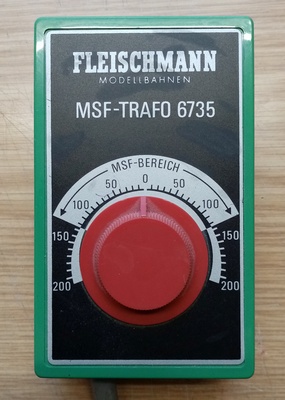 FLEISCHMANN
MODELLBAHNEN
MSF-TRAFO 6735
MSF-BEREICH
200 150 100 50 0 50 100 150 200